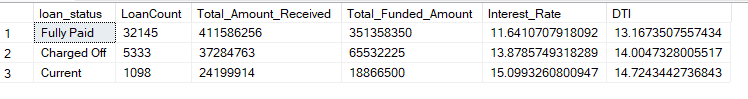 loan_status LoanCount Total_Amount_Received Total_Funded_Amount Interest_Rate DTI
1 Fully Paid 32145 411586256 351358350 11.6410707918092 13.1673507557434
2 Charged Off 5333 37284763 65532225 13.8785749318289 14.0047328005517
3 Current 1098 24199914 18866500 15.0993260800947 14.7243442736843